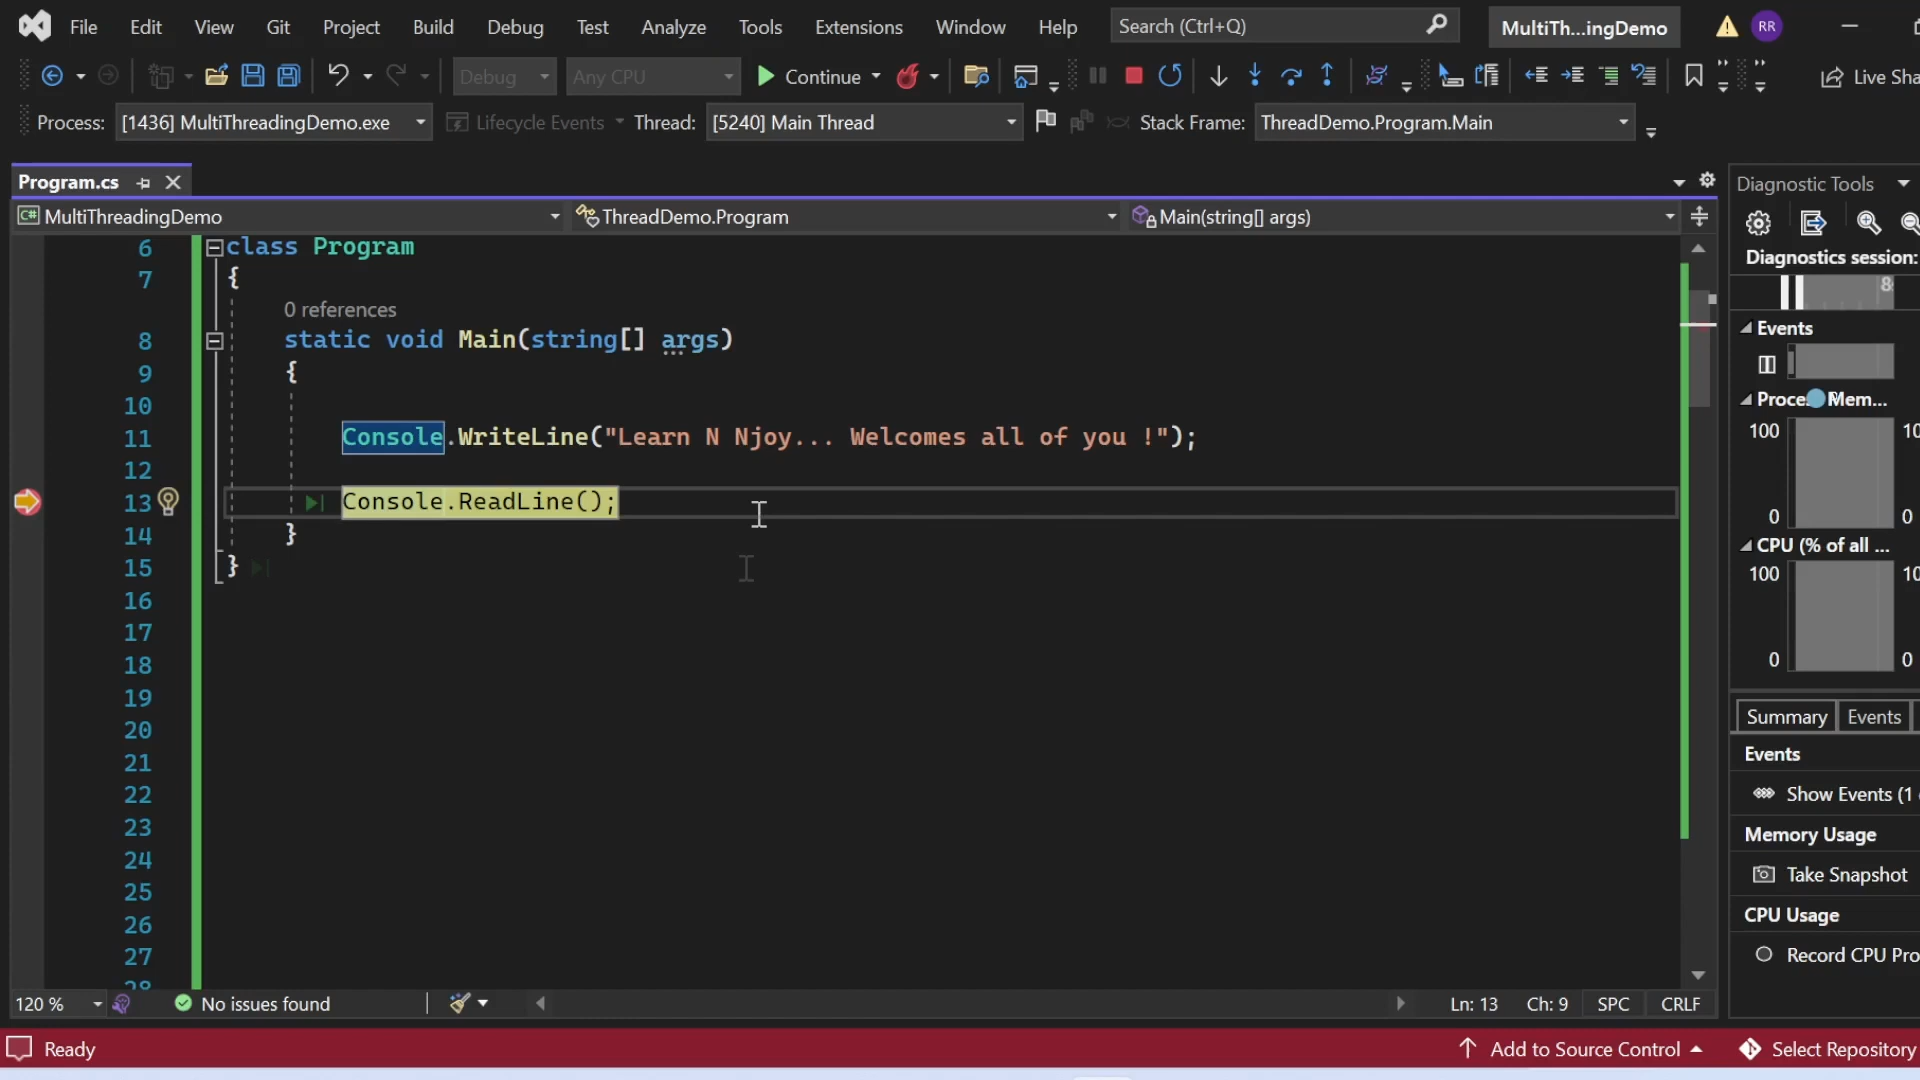 File Edit View Git Project Build Debug Test Analyze Tools Extensions Window Help Search (Ctrl+Q) MultiTh...ingDemo RR
Debug Any CPU Continue Live Sha
Process: [1436] MultiThreadingDemo.exe Lifecycle Events Thread: [5240] Main Thread Stack Frame: ThreadDemo.Program.Main
Program.cs
MultiThreadingDemo ThreadDemo.Program Main(string[] args)
6 class Program
7 {
0 references
8 static void Main(string[] args)
9 {
10
11 Console.WriteLine("Learn N Njoy... Welcomes all of you !");
12
13 Console.ReadLine();
14 }
15 }
16
17
18
19
20
21
22
23
24
25
26
27
28
120 % No issues found Ln: 13 Ch: 9 SPC CRLF
Ready Add to Source Control Select Repository
Diagnostic Tools
Diagnostics session:
Events
Mem...
100 10
0 0
CPU (% of all ...
100 10
0 0
Summary Events
Events
Show Events (1
Memory Usage
Take Snapshot
CPU Usage
Record CPU Pro